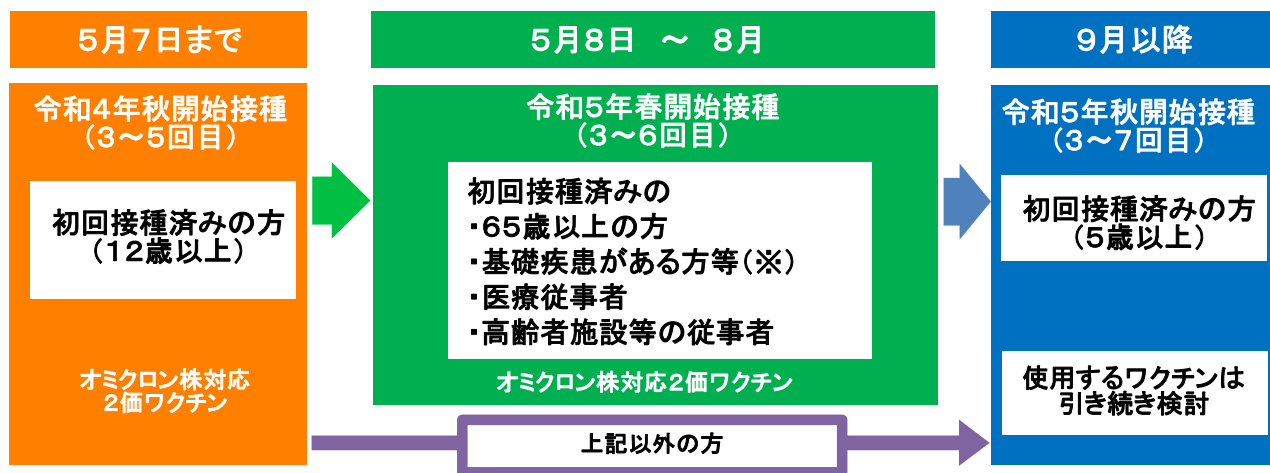 ５月７日まで
令和４年秋開始接種
（３～５回目）
初回接種済みの方
（１２歳以上）
オミクロン株対応
２価ワクチン
５月８日　～　８月
令和５年春開始接種
（３～６回目）
初回接種済みの
・６５歳以上の方
・基礎疾患がある方等（※）
・医療従事者
・高齢者施設等の従事者
オミクロン株対応２価ワクチン
９月以降
令和５年秋開始接種
（３～７回目）
初回接種済みの方
（５歳以上）
使用するワクチンは
引き続き検討
上記以外の方